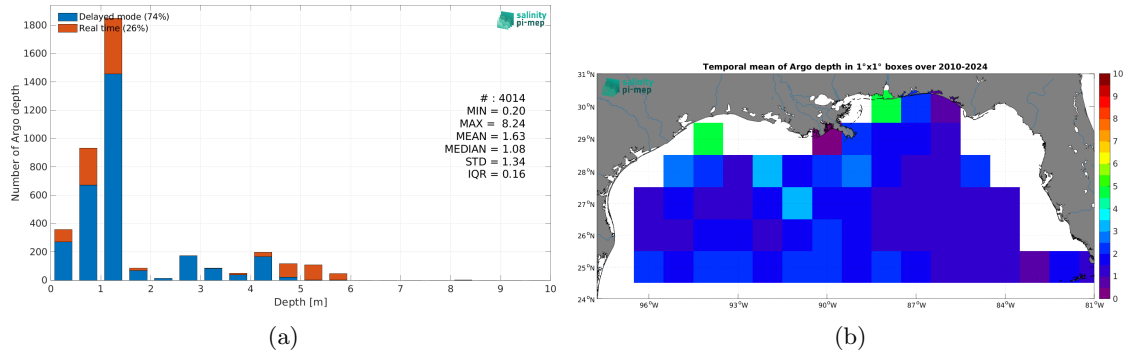 Delayed mode (74%)
Real time (26%)
salinity
pi-mep
1800
1600
1400
1200
1000
800
600
400
200
0
Number of Argo depth
# : 4014
MIN = 0.20
MAX = 8.24
MEAN = 1.63
MEDIAN = 1.08
STD = 1.34
IQR = 0.16
0 1 2 3 4 5 6 7 8 9 10
Depth [m]
(a)
Temporal mean of Argo depth in 1°x1° boxes over 2010-2024
salinity
pi-mep
31°N
30°N
29°N
28°N
27°N
26°N
25°N
24°N
96°W 93°W 90°W 87°W 84°W 81°W
10
9
8
7
6
5
4
3
2
1
0
(b)